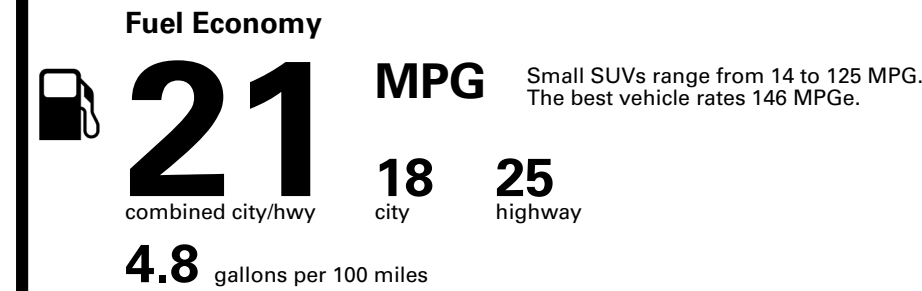 Fuel Economy
21 MPG
Small SUVs range from 14 to 125 MPG.
The best vehicle rates 146 MPGe.
combined city/hwy
18
city
25
highway
4.8 gallons per 100 miles